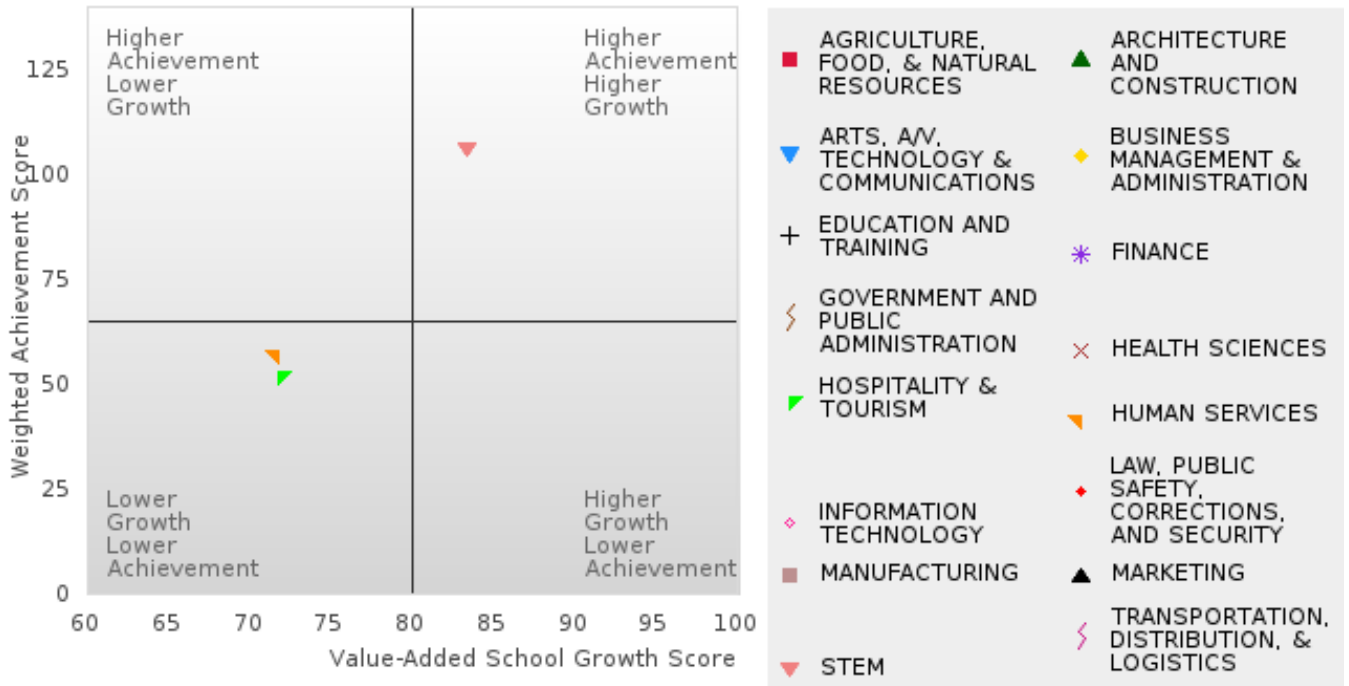 Higher
Achievement
Lower
Growth
Higher
Achievement
Higher
Growth
Lower
Growth
Lower
Achievement
Higher
Growth
Lower
Achievement
Weighted Achievement Score
125
100
75
50
25
0
60 65 70 75 80 85 90 95 100
Value-Added School Growth Score
AGRICULTURE,
FOOD, & NATURAL
RESOURCES
ARCHITECTURE
AND
CONSTRUCTION
ARTS, A/V,
TECHNOLOGY &
COMMUNICATIONS
BUSINESS
MANAGEMENT &
ADMINISTRATION
EDUCATION AND
TRAINING
FINANCE
GOVERNMENT AND
PUBLIC
ADMINISTRATION
HEALTH SCIENCES
HOSPITALITY &
TOURISM
HUMAN SERVICES
INFORMATION
TECHNOLOGY
LAW, PUBLIC
SAFETY,
CORRECTIONS,
AND SECURITY
MANUFACTURING
MARKETING
STEM
TRANSPORTATION,
DISTRIBUTION, &
LOGISTICS